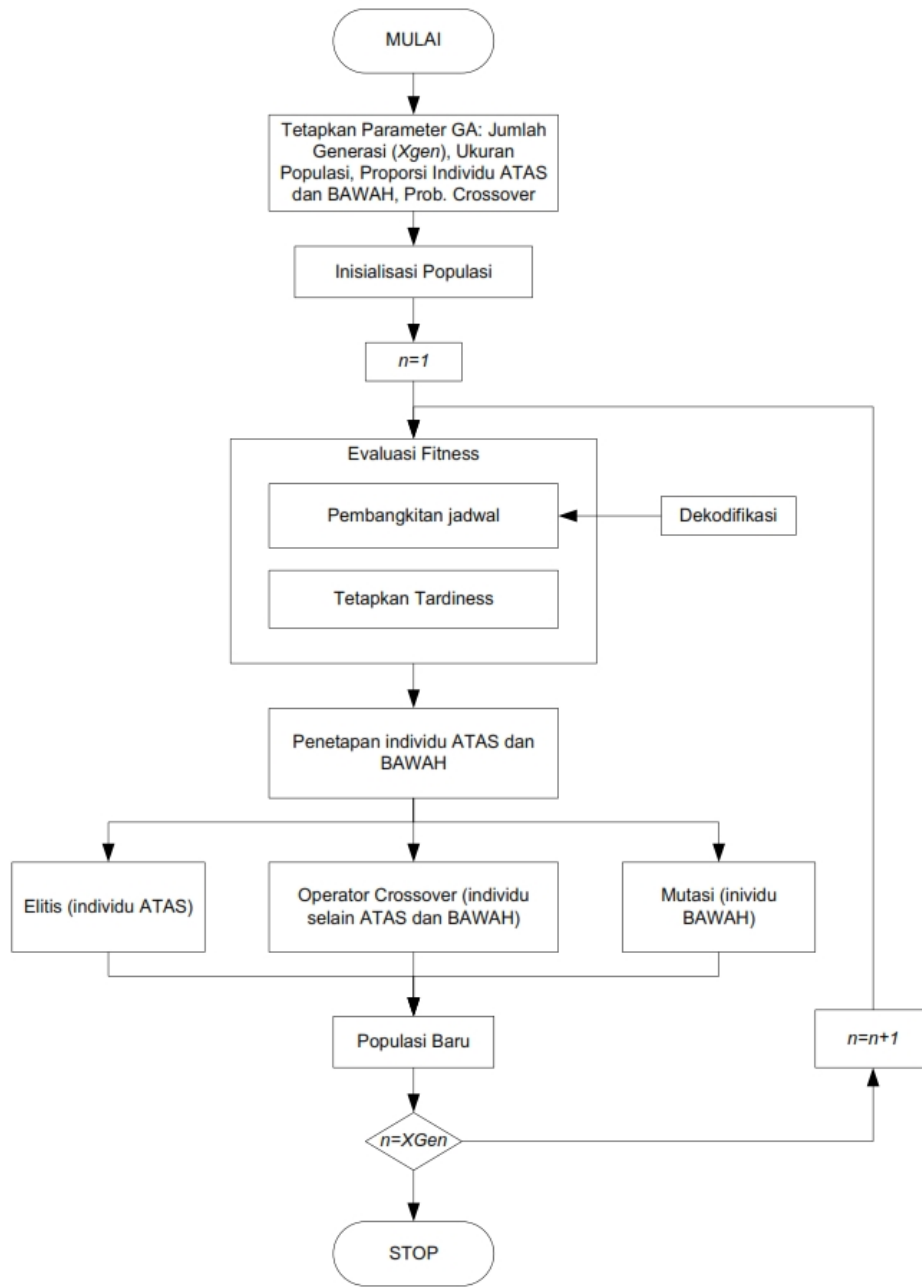 MULAI
Tetapkan Parameter GA: Jumlah
Generasi (Xgen), Ukuran
Populasi, Proporsi Individu ATAS
dan BAWAH, Prob. Crossover
Inisialisasi Populasi
n=1
Evaluasi Fitness
Pembangkitan jadwal
Dekodifikasi
Tetapkan Tardiness
Penetapan individu ATAS dan
BAWAH
Elitis (individu ATAS)
Operator Crossover (individu
selain ATAS dan BAWAH)
Mutasi (inividu
BAWAH)
Populasi Baru
n=n+1
n=XGen
STOP